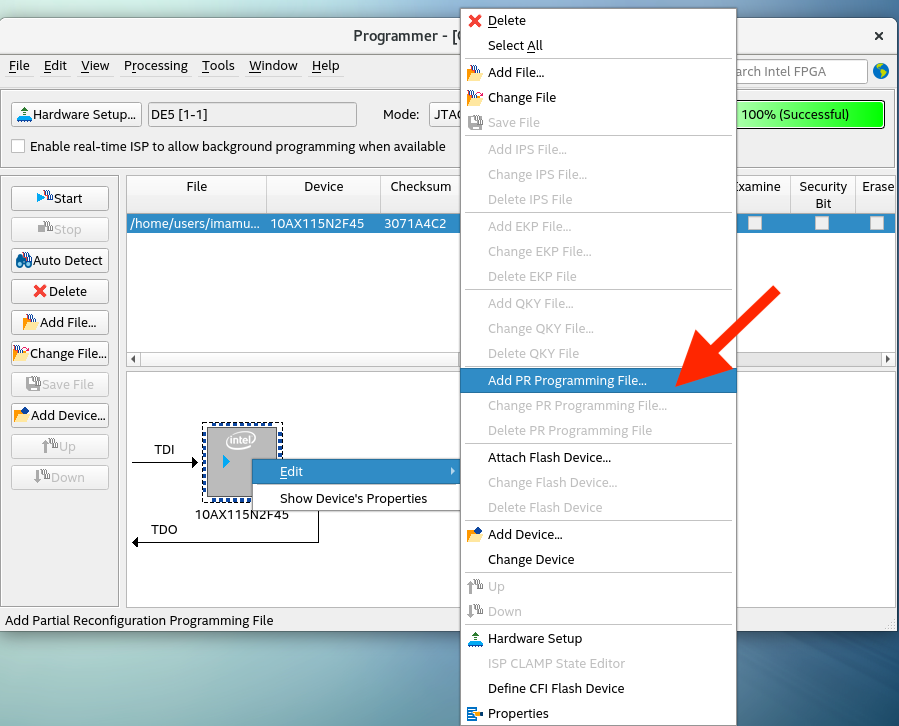 Programmer - [
File Edit View Processing Tools Window Help
arch Intel FPGA
Hardware Setup...
DE5 [1-1]
Mode:
JTAG
100% (Successful)
Enable real-time ISP to allow background programming when available
Start
Stop
Auto Detect
Delete
Add File...
Change File...
Save File
Add Device...
Up
Down
File Device Checksum
Examine
Security
Bit
Erase
/home/users/imamu... 10AX115N2F45 3071A4C2
TDI
intel
10AX115N2F45
TDO
Edit
Show Device's Properties
Delete
Select All
Add File...
Change File
Save File
Add IPS File...
Change IPS File...
Delete IPS File
Add EKP File...
Change EKP File...
Delete EKP File
Add QKY File...
Change QKY File...
Delete QKY File
Add PR Programming File...
Change PR Programming File...
Delete PR Programming File
Attach Flash Device...
Change Flash Device...
Delete Flash Device
Add Device...
Change Device
Up
Down
Hardware Setup
ISP CLAMP State Editor
Define CFI Flash Device
Properties
Add Partial Reconfiguration Programming File